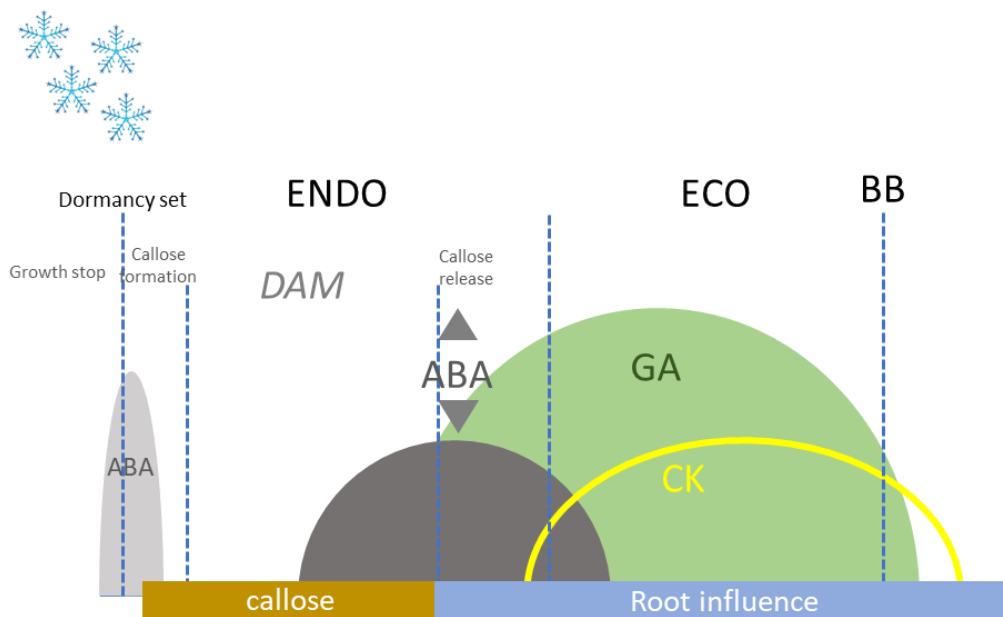 Dormancy set
ENDO
ECO
BB
Growth stop
Callose
formation
DAM
Callose
release
ABA
GA
ABA
CK
callose
Root influence